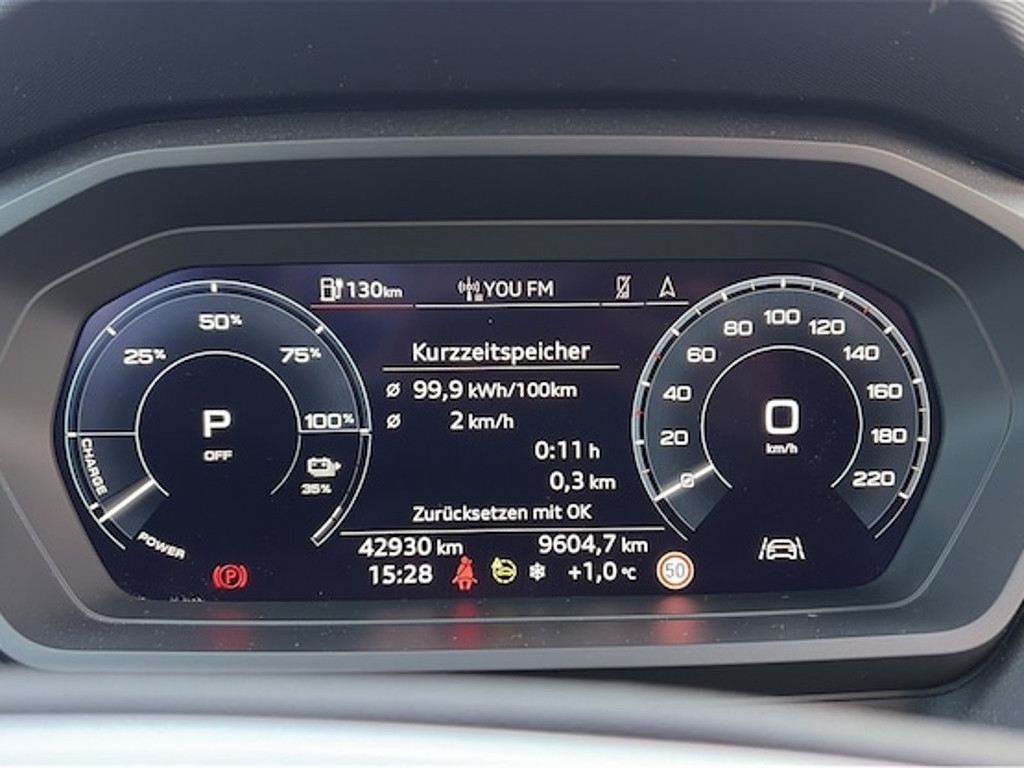 130km
YOU FM
25%
50%
75%
100%
P
OFF
CHARGE
POWER
35%
Kurzzeitspeicher
Ø 99,9 kWh/100km
Ø 2 km/h
0:11 h
0,3 km
Zurücksetzen mit OK
42930 km 9604,7 km
15:28 +1,0 °C
50
(P)
0
20
40
60
80
100
120
140
160
180
220
0
km/h